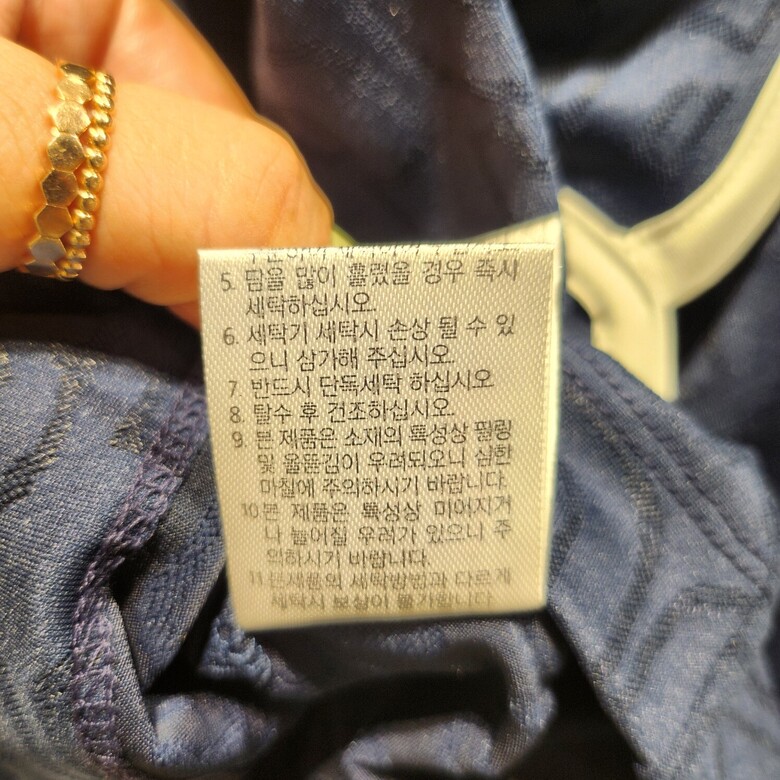 5. 땀을 많이 흘렸을 경우 즉시
세탁하십시오.
6. 세탁기 세탁시 손상 될 수 있
으니 삼가해 주십시오.
7 반드시 단독세탁 하십시오
8. 탈수 후 건조하십시오.
9. 본 제품은 소재의 특성상 필링
및 올뜯김이 우려되오니 심한
마찰에 주의하시기 바랍니다.
10 본 제품은 특성상 미어지거
나 늘어질 우려가 있으니 주
의하시기 바랍니다.
11 본제품의 세탁방법과 다르게
세탁시 보상이 불가합니다